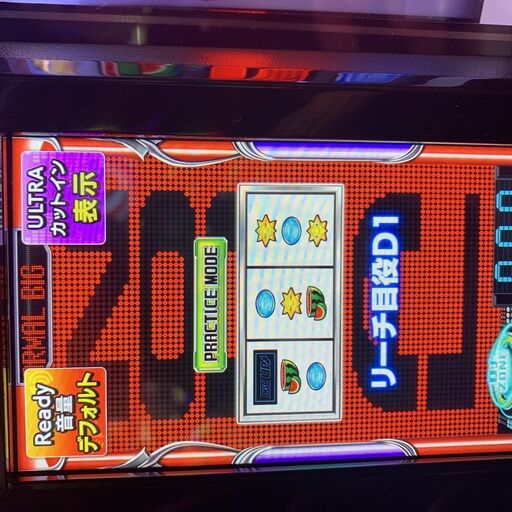 Ready
音量
デフォルト
RMAL BIG
ULTRA
カットイン
表示
PRACTICE MODE
リーチ目役D1
DJ
ZONE